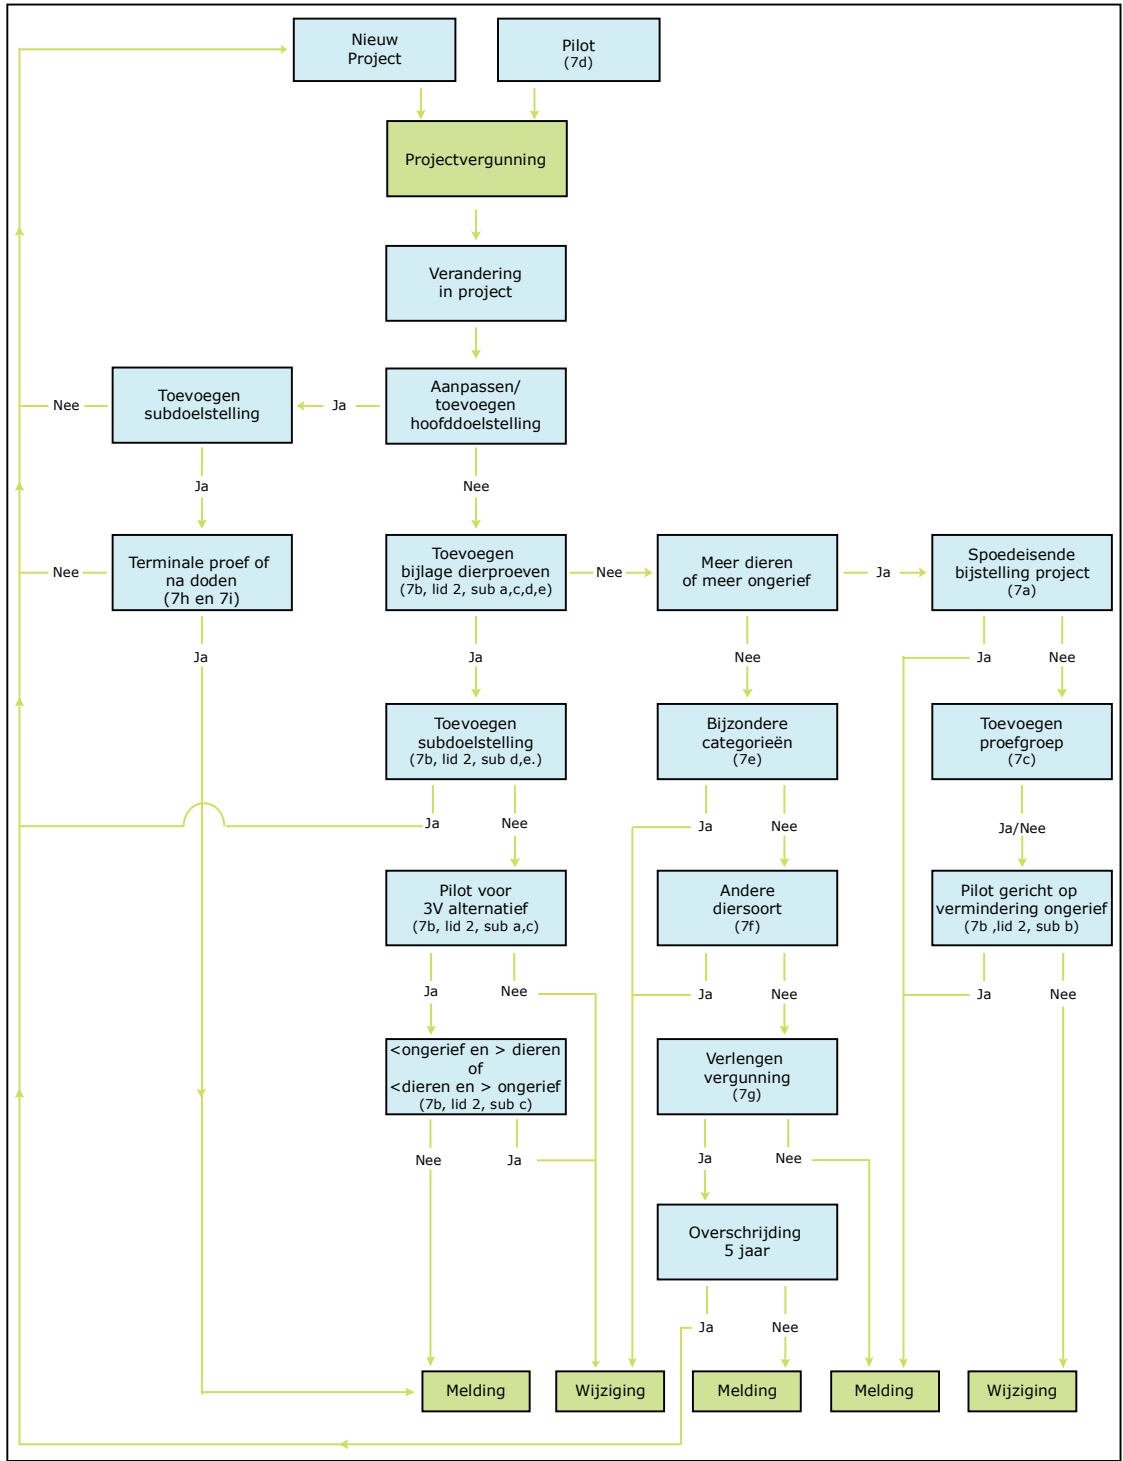 Nieuw
Project
Pilot
(7d)
Projectvergunning
Verandering
in project
Nee
Toevoegen
subdoelstelling
Ja
Aanpassen/
toevoegen
hoofddoelstelling
Ja
Nee
Nee
Terminale proef of
na doden
(7h en 7i)
Toevoegen
bijlage dierproeven
(7b, lid 2, sub a,c,d,e)
Nee
Meer dieren
of meer ongerief
Ja
Spoedeisende
bijstelling project
(7a)
Ja
Ja
Nee
Ja
Nee
Toevoegen
subdoelstelling
(7b, lid 2, sub d,e.)
Bijzondere
categorieën
(7e)
Toevoegen
proefgroep
(7c)
Ja
Nee
Ja
Nee
Ja/Nee
Pilot voor
3V alternatief
(7b, lid 2, sub a,c)
Andere
diersoort
(7f)
Pilot gericht op
vermindering ongerief
(7b ,lid 2, sub b)
Ja
Nee
Ja
Nee
Ja
Nee
<ongerief en > dieren
of
<dieren en > ongerief
(7b, lid 2, sub c)
Verlengen
vergunning
(7g)
Nee
Ja
Ja
Nee
Overschrijding
5 jaar
Ja
Nee
Melding
Wijziging
Melding
Melding
Wijziging